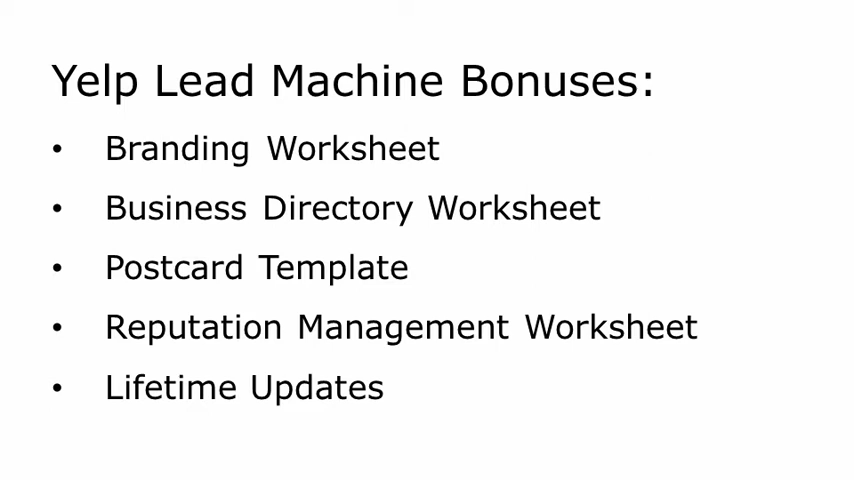 Yelp Lead Machine Bonuses:
• Branding Worksheet
• Business Directory Worksheet
• Postcard Template
• Reputation Management Worksheet
• Lifetime Updates